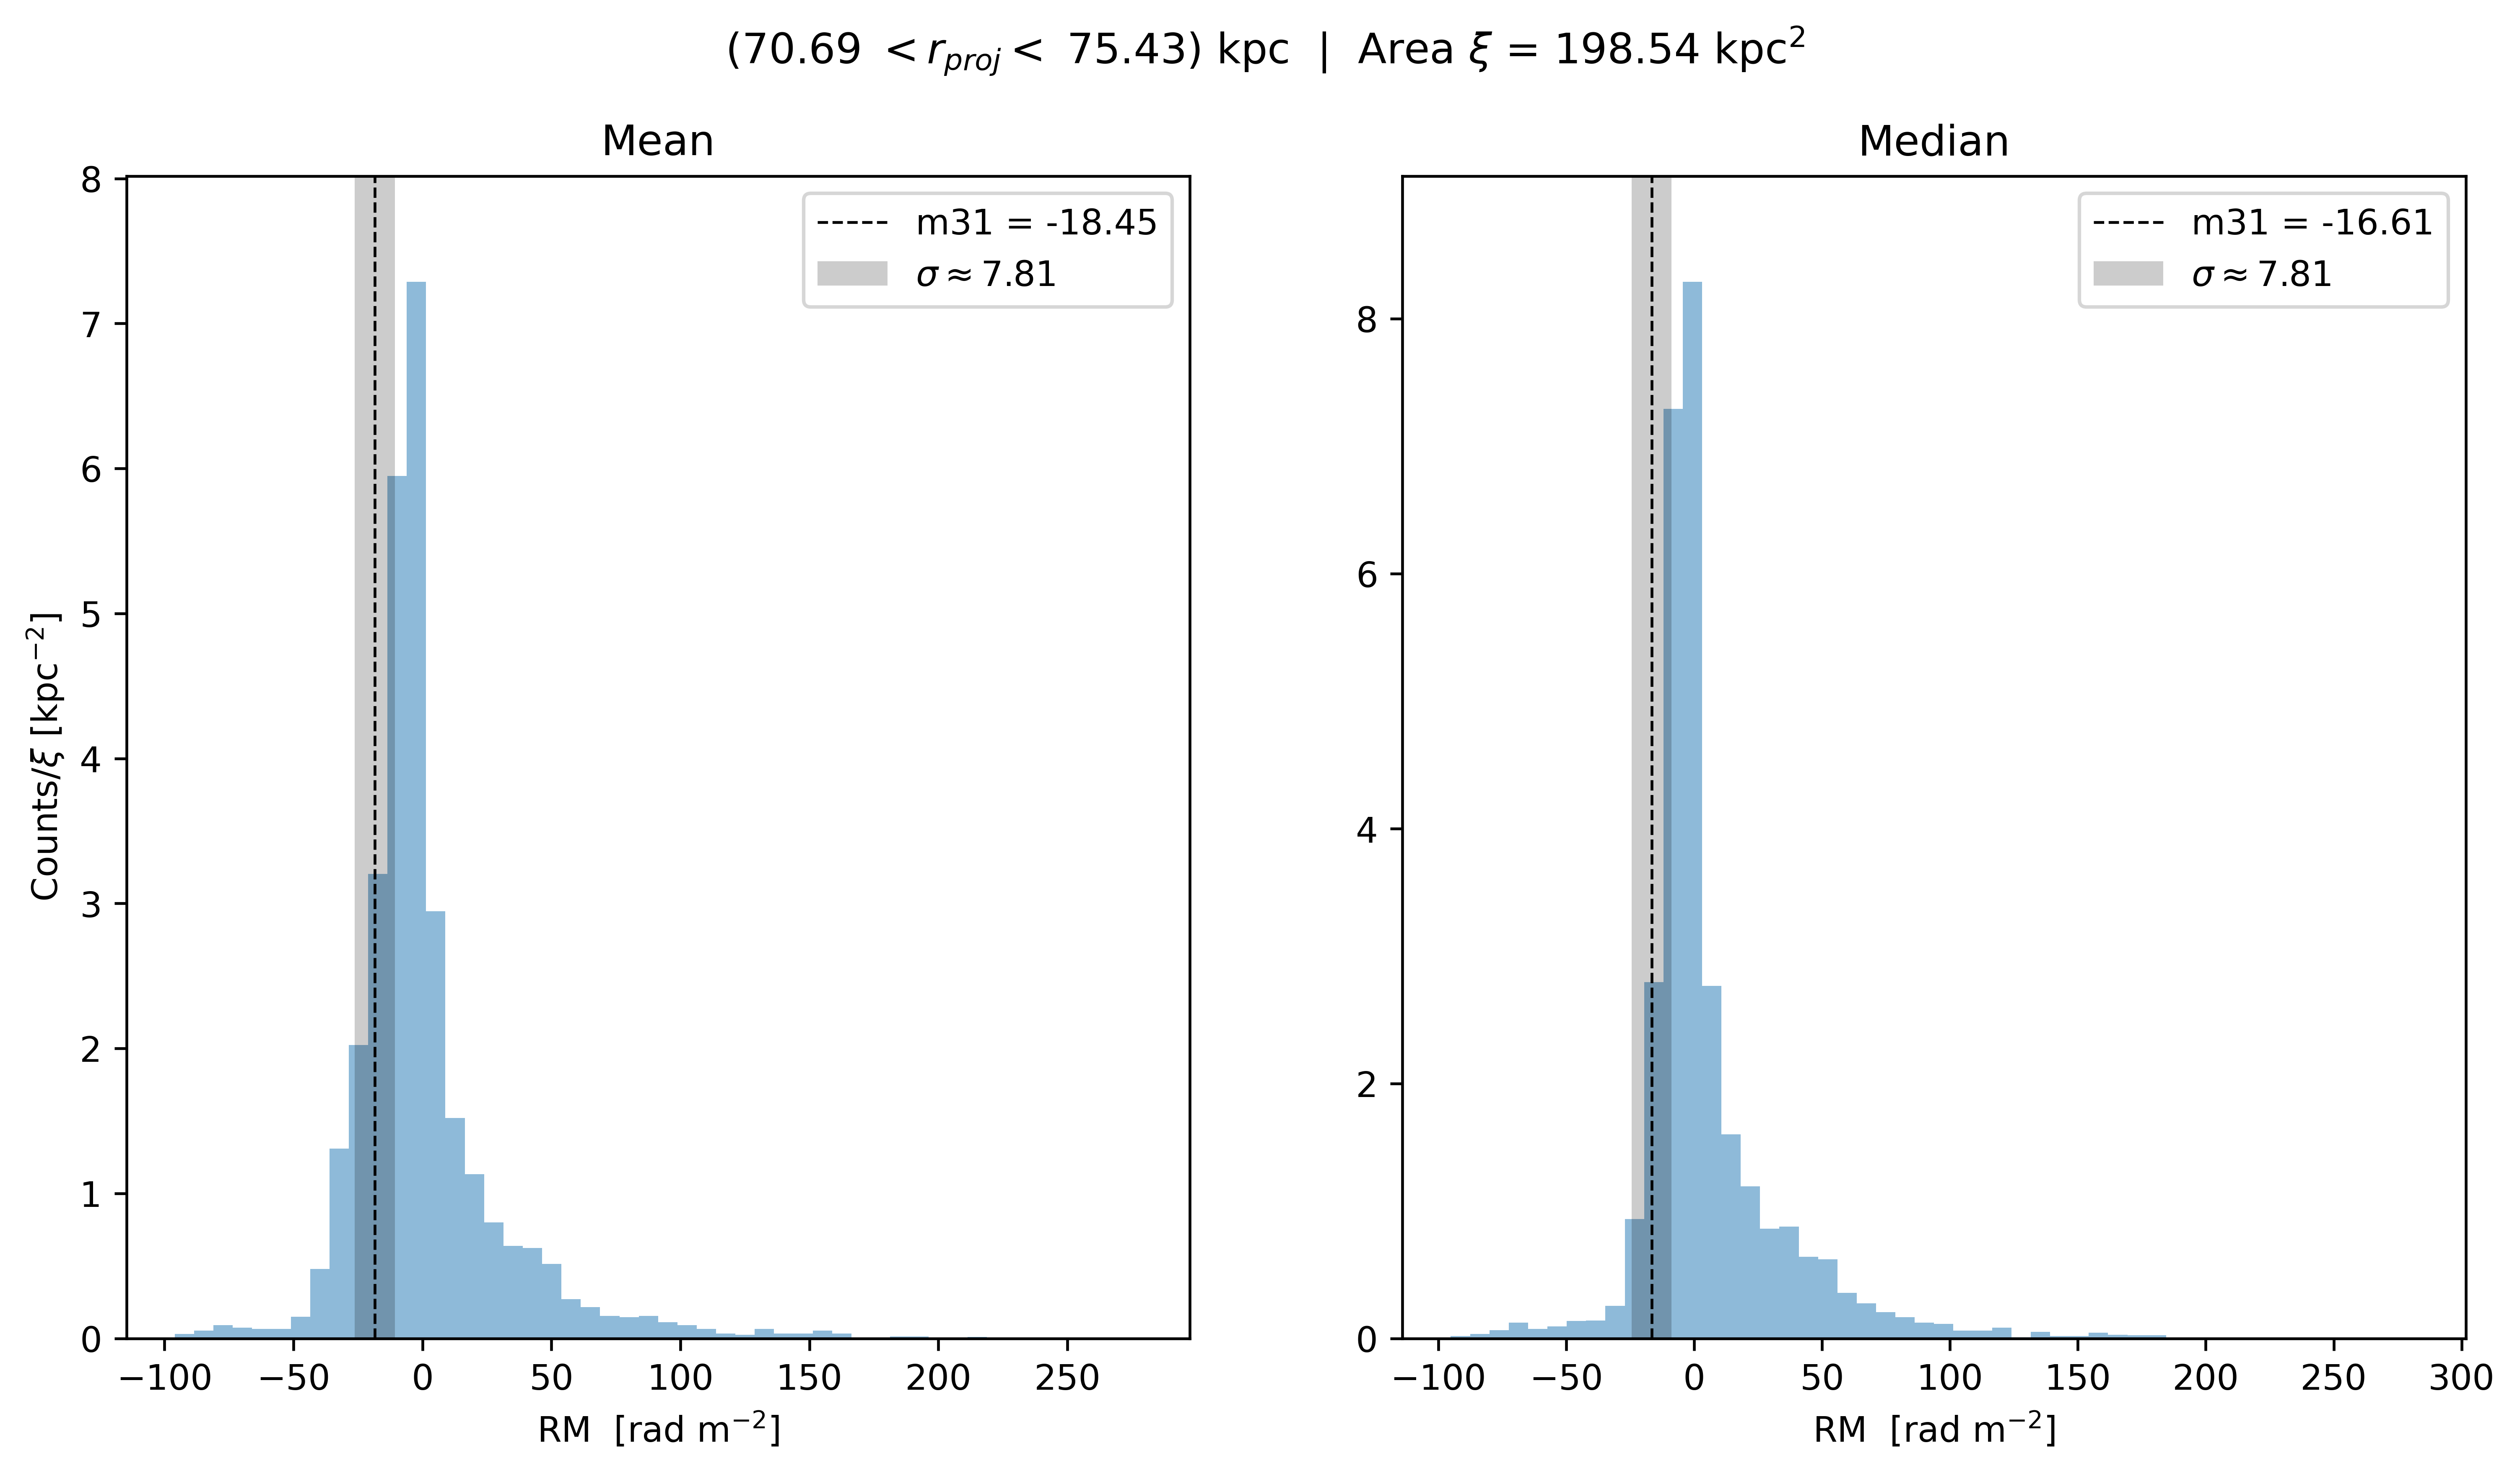 (70.69 < r_proj < 75.43) kpc | Area ξ = 198.54 kpc²
Mean
m31 = -18.45
σ ≈ 7.81
8
7
6
5
4
3
2
1
0
Counts/ξ [kpc⁻²]
−100 −50 0 50 100 150 200 250
RM [rad m⁻²]
Median
m31 = -16.61
σ ≈ 7.81
8
6
4
2
0
−100 −50 0 50 100 150 200 250 300
RM [rad m⁻²]